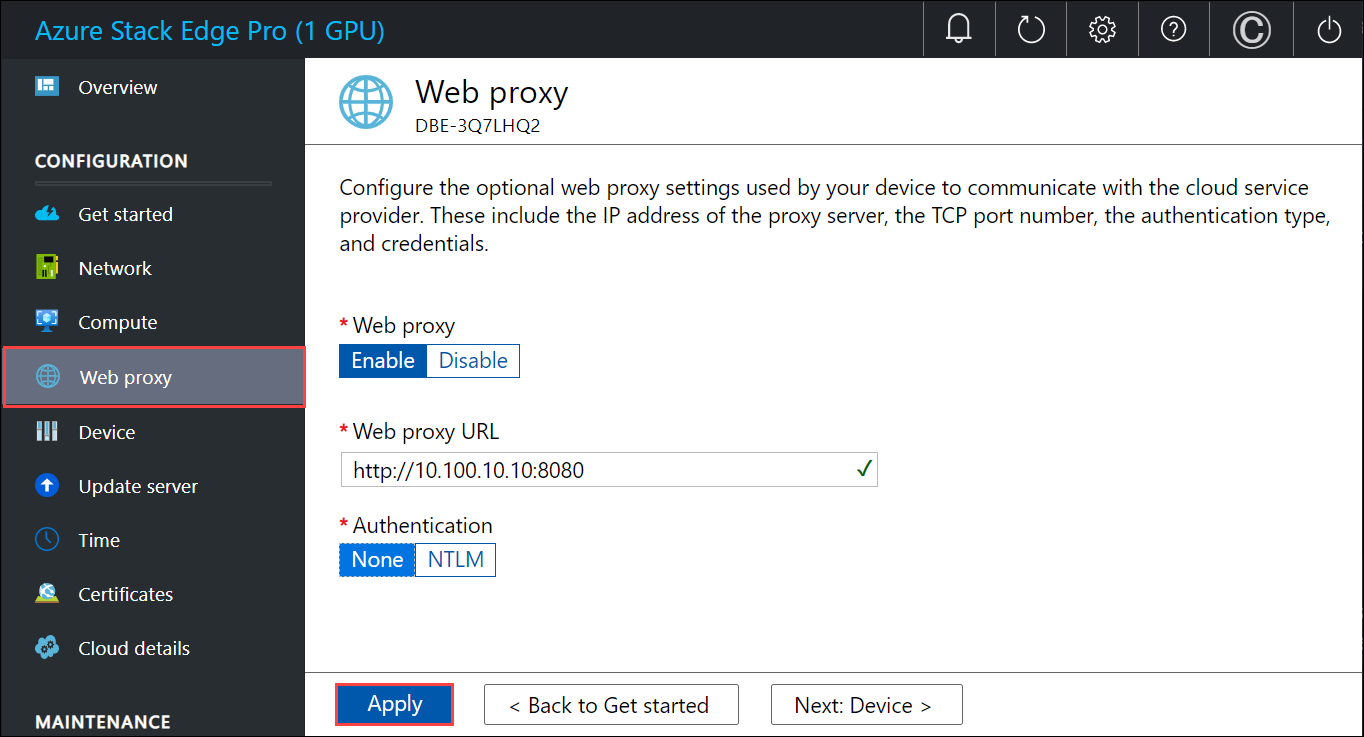 Azure Stack Edge Pro (1 GPU)
Overview
CONFIGURATION
Get started
Network
Compute
Web proxy
Device
Update server
Time
Certificates
Cloud details
MAINTENANCE
Web proxy
DBE-3Q7LHQ2
Configure the optional web proxy settings used by your device to communicate with the cloud service
provider. These include the IP address of the proxy server, the TCP port number, the authentication type,
and credentials.
* Web proxy
Enable Disable
* Web proxy URL
http://10.100.10.10:8080
* Authentication
None NTLM
Apply < Back to Get started Next: Device >